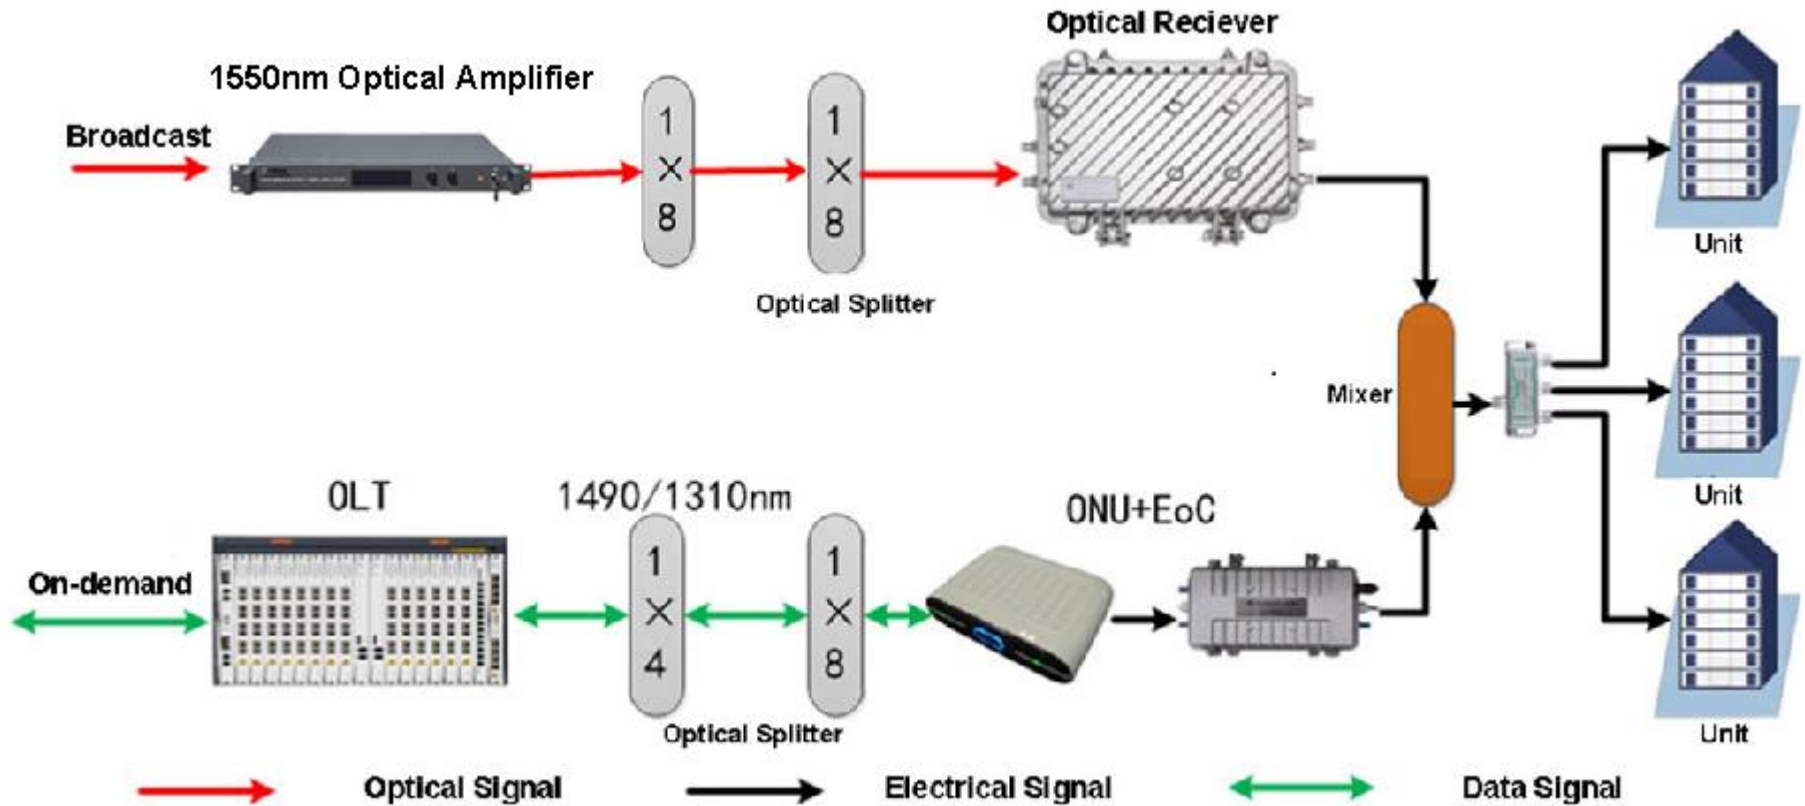 Optical Reciever
1550nm Optical Amplifier
Broadcast
1
X
8
1
X
8
Optical Splitter
Unit
Mixer
Unit
OLT
1490/1310nm
ONU+EoC
On-demand
1
X
4
1
X
8
Optical Splitter
Unit
Optical Signal
Electrical Signal
Data Signal